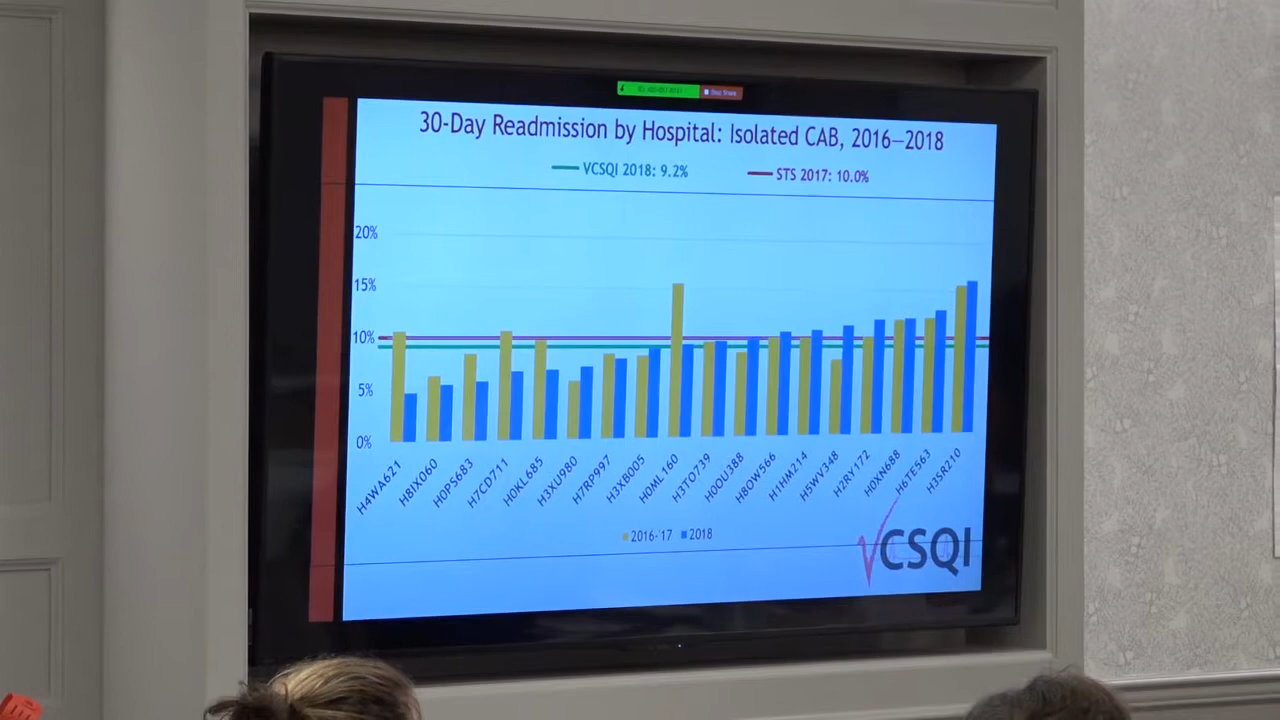 Stop Share
30-Day Readmission by Hospital: Isolated CAB, 2016–2018
VCSQI 2018: 9.2% STS 2017: 10.0%
20%
15%
10%
5%
0%
H4WA621 H8IX060 H0PS683 H7CD711 H0KL685 H3XU980 H7RP997 H3XB005 H0ML160 H3TO739 H0OU388 H8OW566 H1HM214 H5WV348 H2RY172 H0XN688 H6TE563 H3SR210
2016-'17 2018
VCSQI